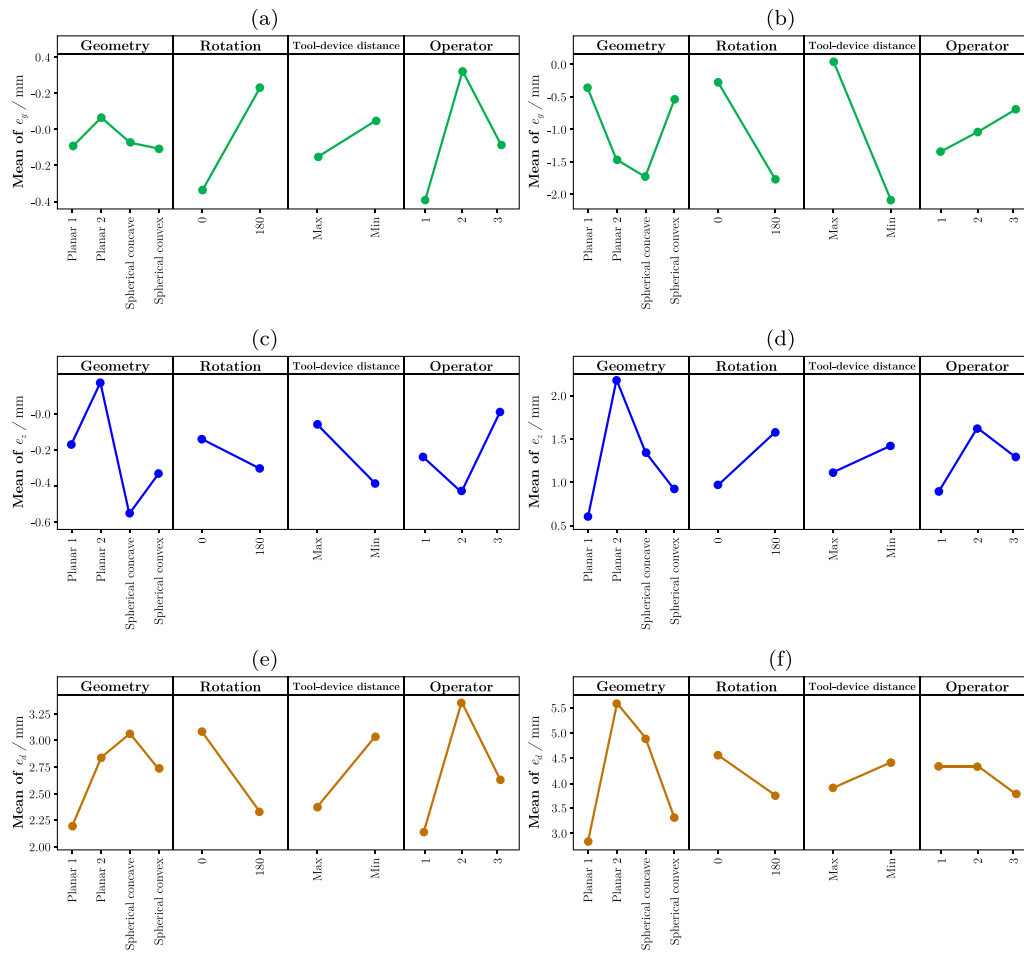 (a)
Geometry Rotation Tool-device distance Operator
Mean of e_y / mm
0.4
-0.2
-0.0
-0.2
-0.4
Planar 1 Planar 2 Spherical concave Spherical convex 0 180 Max Min 1 2 3
(b)
Geometry Rotation Tool-device distance Operator
Mean of e_y / mm
0.0
-0.5
-1.0
-1.5
-2.0
Planar 1 Planar 2 Spherical concave Spherical convex 0 180 Max Min 1 2 3
(c)
Geometry Rotation Tool-device distance Operator
Mean of e_z / mm
-0.0
-0.2
-0.4
-0.6
Planar 1 Planar 2 Spherical concave Spherical convex 0 180 Max Min 1 2 3
(d)
Geometry Rotation Tool-device distance Operator
Mean of e_z / mm
2.0
1.5
1.0
0.5
Planar 1 Planar 2 Spherical concave Spherical convex 0 180 Max Min 1 2 3
(e)
Geometry Rotation Tool-device distance Operator
Mean of e_d / mm
3.25
3.00
2.75
2.50
2.25
2.00
Planar 1 Planar 2 Spherical concave Spherical convex 0 180 Max Min 1 2 3
(f)
Geometry Rotation Tool-device distance Operator
Mean of e_d / mm
5.5
5.0
4.5
4.0
3.5
3.0
Planar 1 Planar 2 Spherical concave Spherical convex 0 180 Max Min 1 2 3